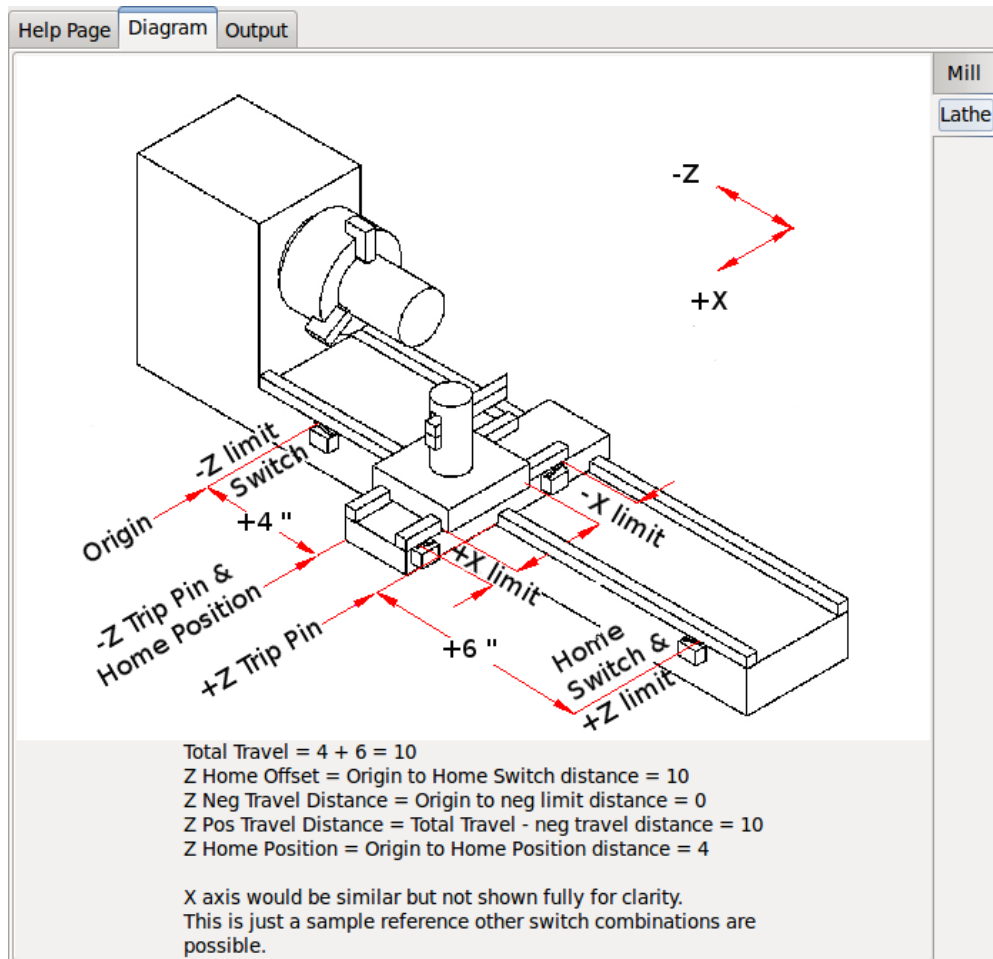 Help Page
Diagram
Output
Mill
Lathe
-Z
+X
-Z limit
Switch
Origin
+4 "
-X limit
+X limit
-Z Trip Pin &
Home Position
+Z Trip Pin
+6 "
Home
Switch &
+Z limit
Total Travel = 4 + 6 = 10
Z Home Offset = Origin to Home Switch distance = 10
Z Neg Travel Distance = Origin to neg limit distance = 0
Z Pos Travel Distance = Total Travel - neg travel distance = 10
Z Home Position = Origin to Home Position distance = 4
X axis would be similar but not shown fully for clarity.
This is just a sample reference other switch combinations are
possible.